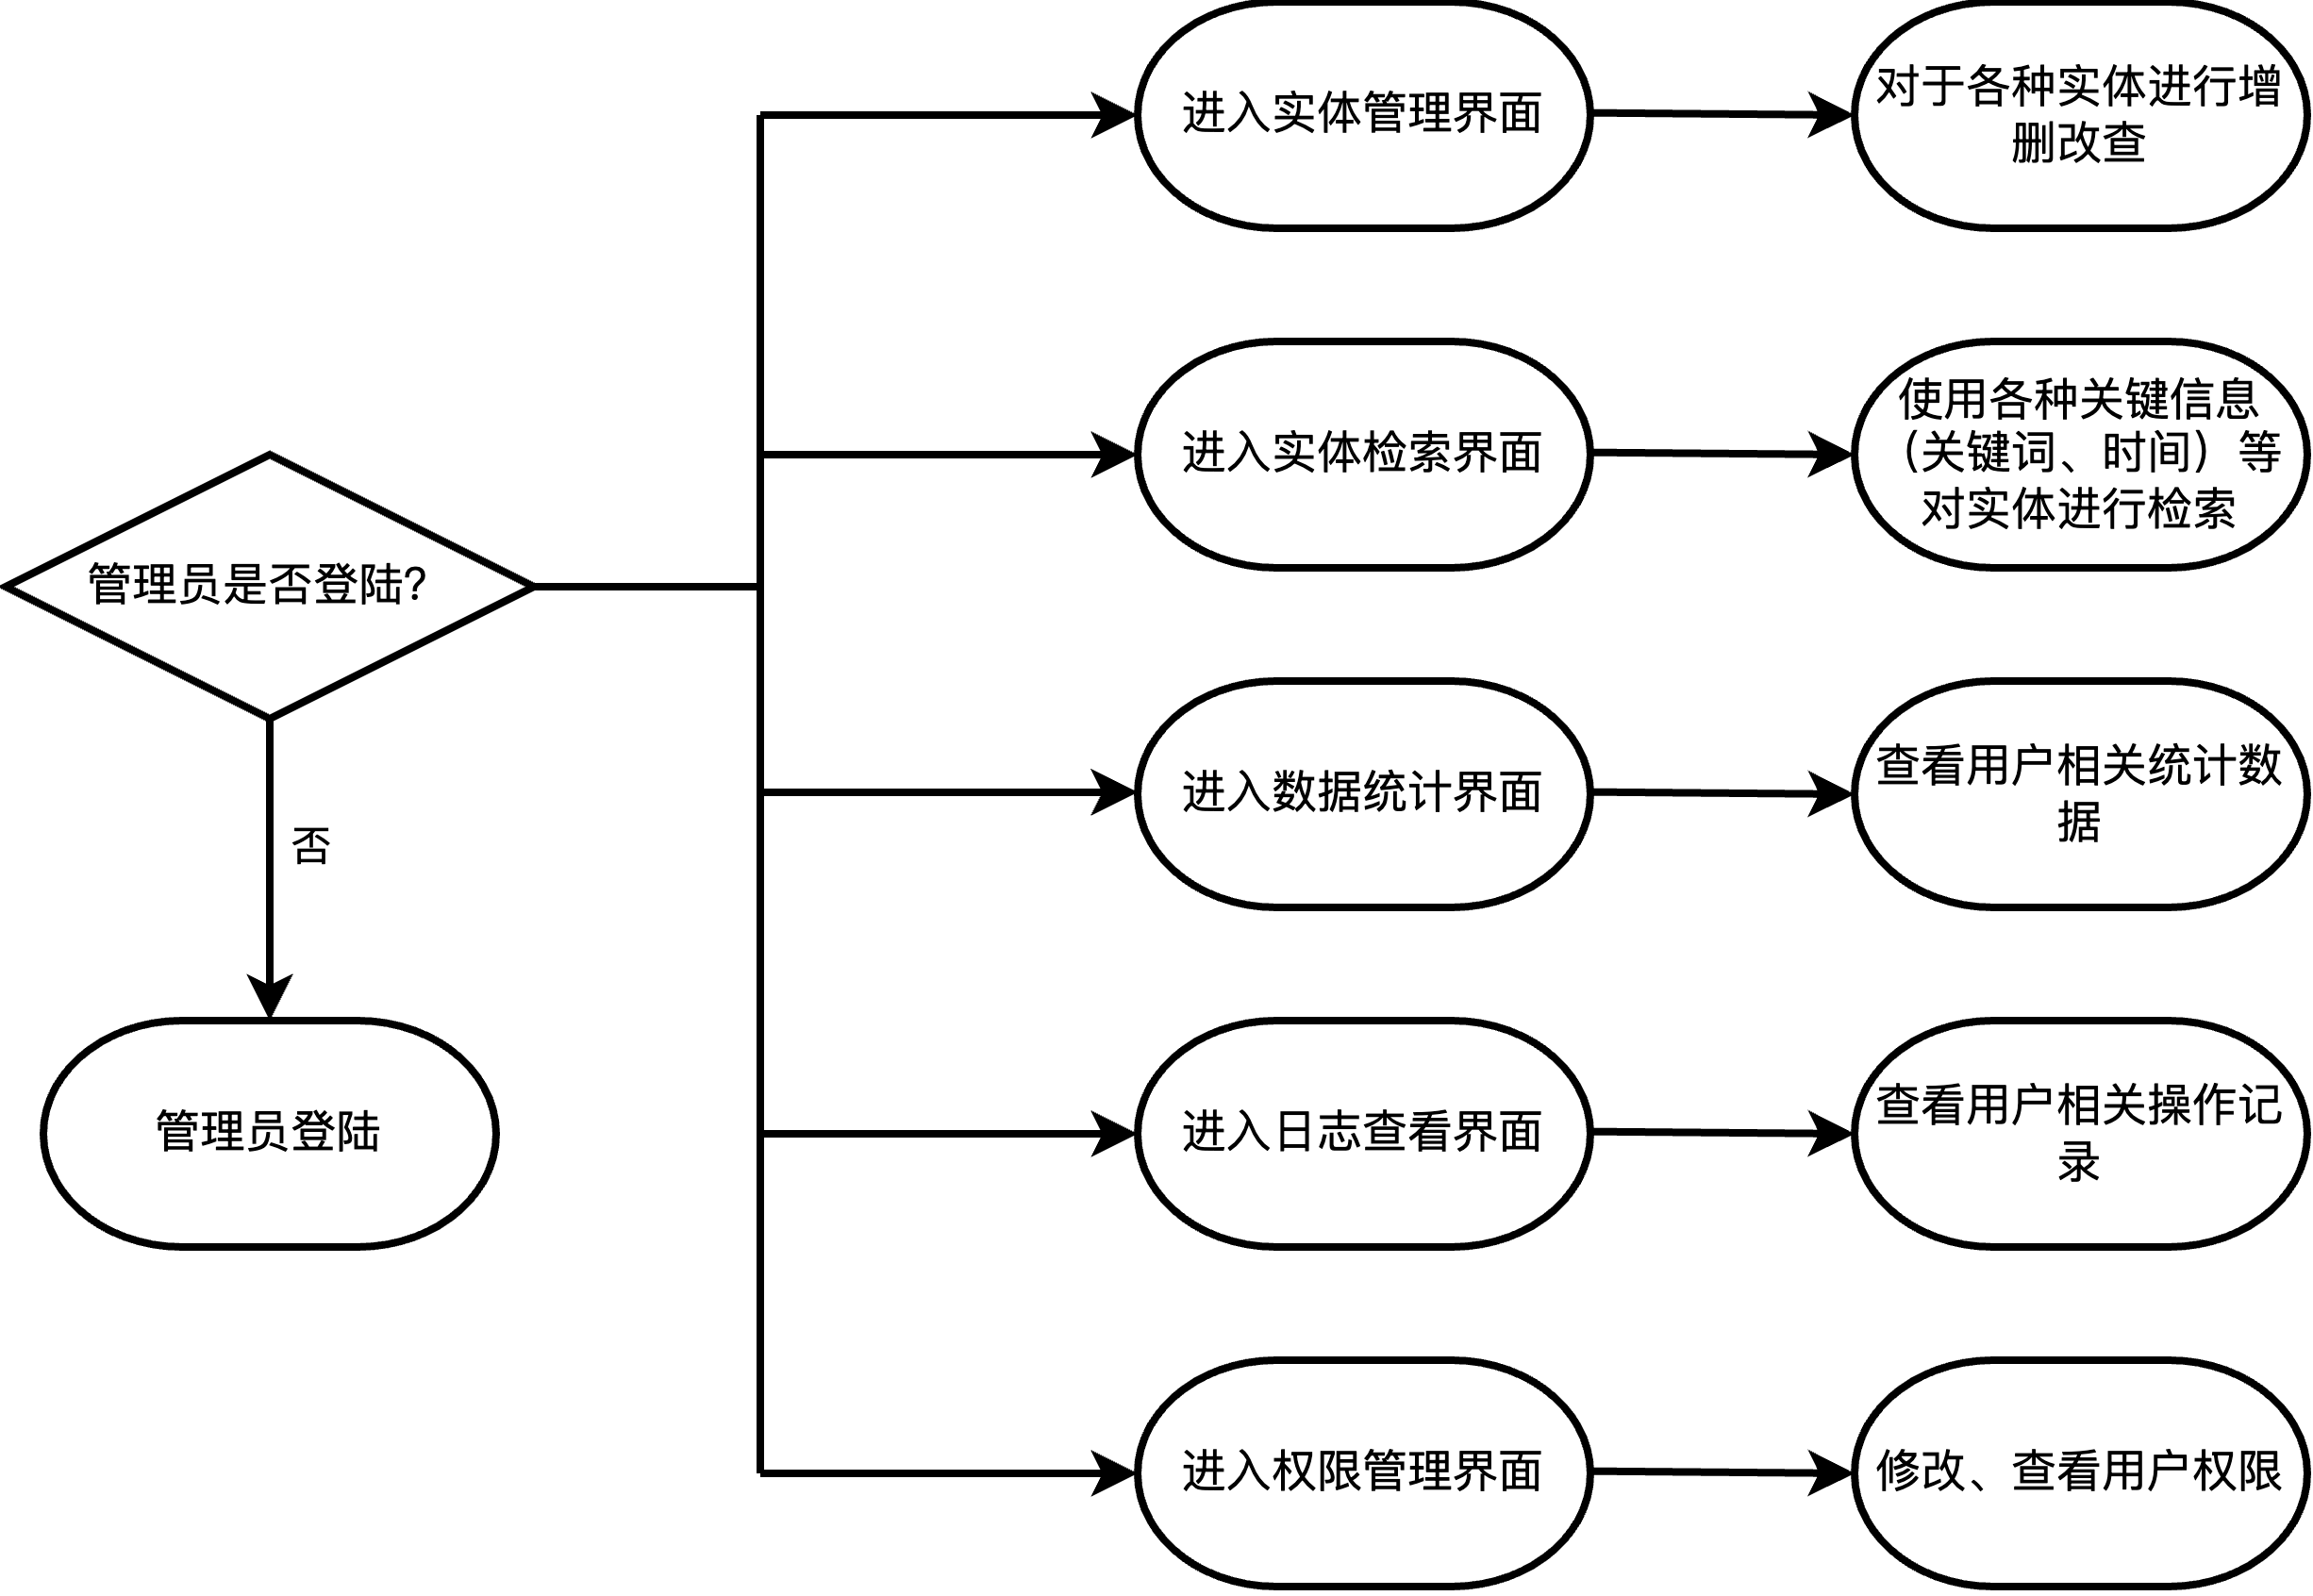 进入实体管理界面
对于各种实体进行增
删改查
进入实体检索界面
使用各种关键信息
（关键词、时间）等
对实体进行检索
管理员是否登陆？
进入数据统计界面
查看用户相关统计数
据
否
管理员登陆
进入日志查看界面
查看用户相关操作记
录
进入权限管理界面
修改、查看用户权限